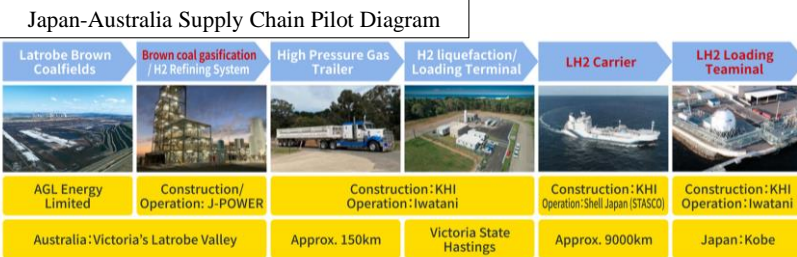 Japan-Australia Supply Chain Pilot Diagram
Latrobe Brown
Coalfields
Brown coal gasification
/ H2 Refining System
High Pressure Gas
Trailer
H2 liquefaction/
Loading Terminal
LH2 Carrier
LH2 Loading
Teaminal
AGL Energy
Limited
Construction/
Operation: J-POWER
Construction:KHI
Operation:Iwatani
Construction:KHI
Operation:Shell Japan (STASCO)
Construction:KHI
Operation:Iwatani
Australia:Victoria's Latrobe Valley
Approx. 150km
Victoria State
Hastings
Approx. 9000km
Japan:Kobe